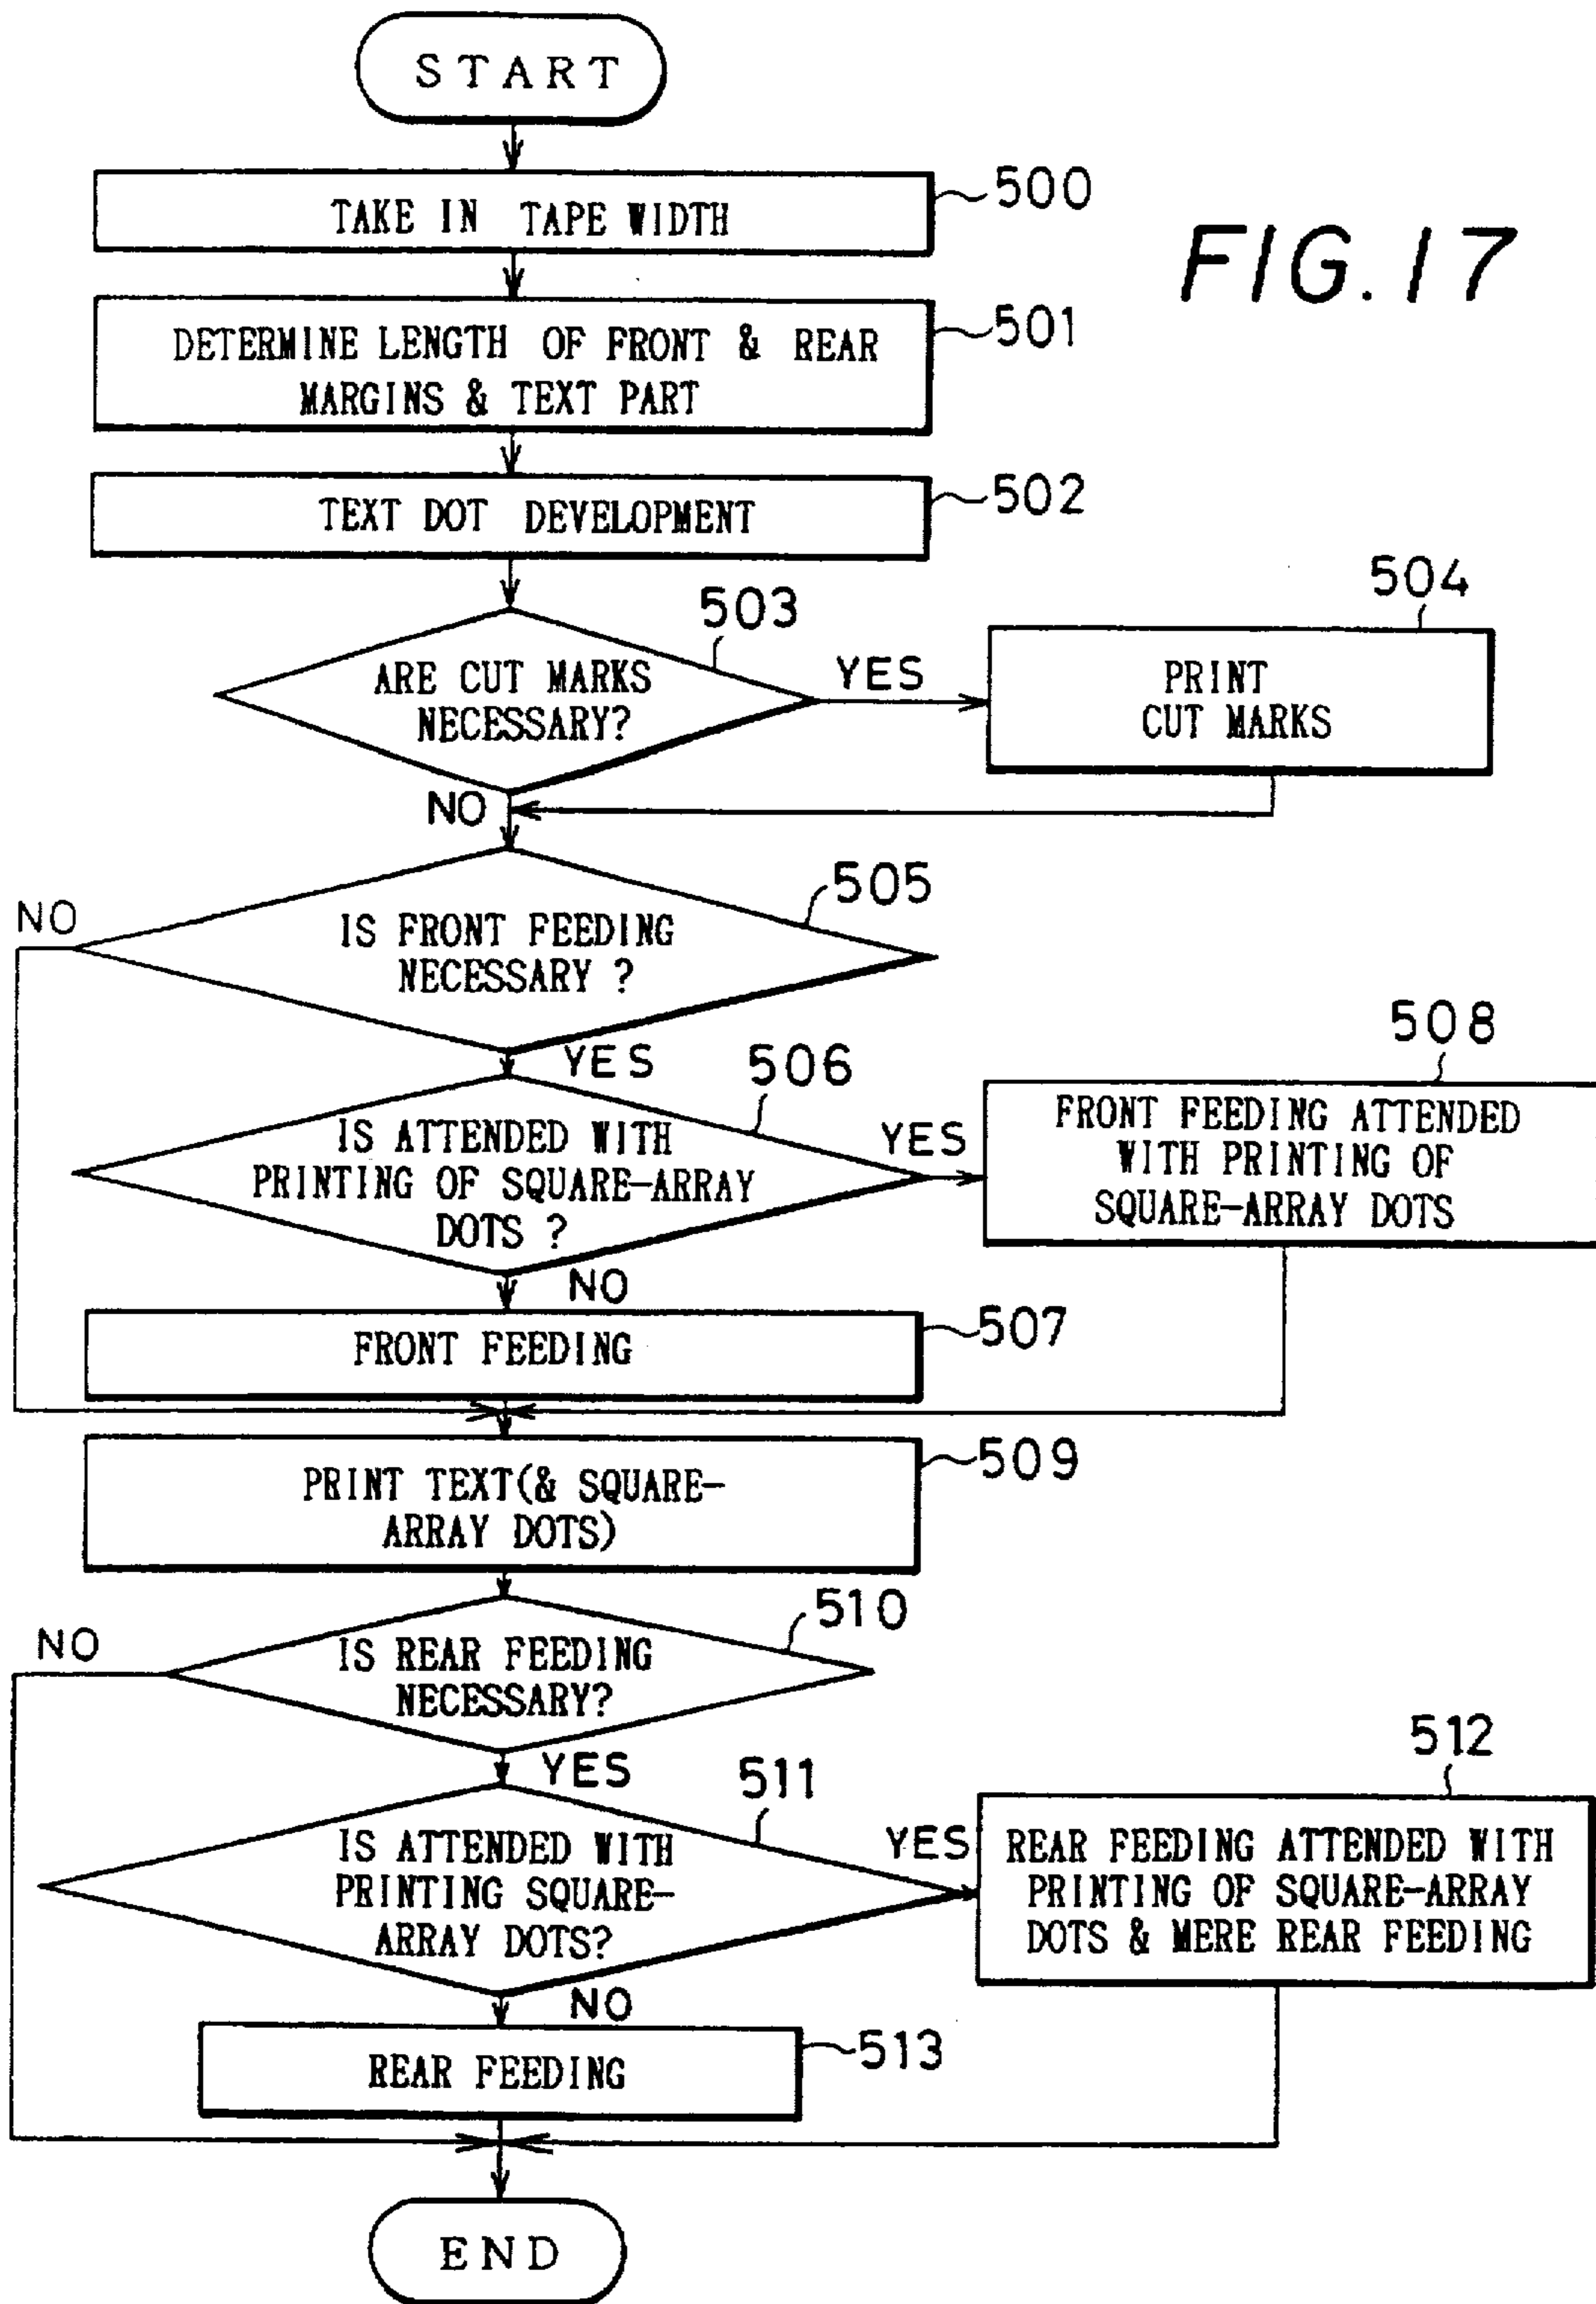 START
500
TAKE IN TAPE WIDTH
FIG.17
501
DETERMINE LENGTH OF FRONT & REAR
MARGINS & TEXT PART
502
TEXT DOT DEVELOPMENT
503
504
ARE CUT MARKS
NECESSARY?
YES
PRINT
CUT MARKS
NO
505
NO
IS FRONT FEEDING
NECESSARY ?
YES
506
508
IS ATTENDED WITH
PRINTING OF SQUARE-ARRAY
DOTS ?
YES
FRONT FEEDING ATTENDED
WITH PRINTING OF
SQUARE-ARRAY DOTS
NO
507
FRONT FEEDING
509
PRINT TEXT(& SQUARE-
ARRAY DOTS)
510
NO
IS REAR FEEDING
NECESSARY?
YES
511
512
IS ATTENDED WITH
PRINTING SQUARE-
ARRAY DOTS?
YES
REAR FEEDING ATTENDED WITH
PRINTING OF SQUARE-ARRAY
DOTS & MERE REAR FEEDING
NO
513
REAR FEEDING
END